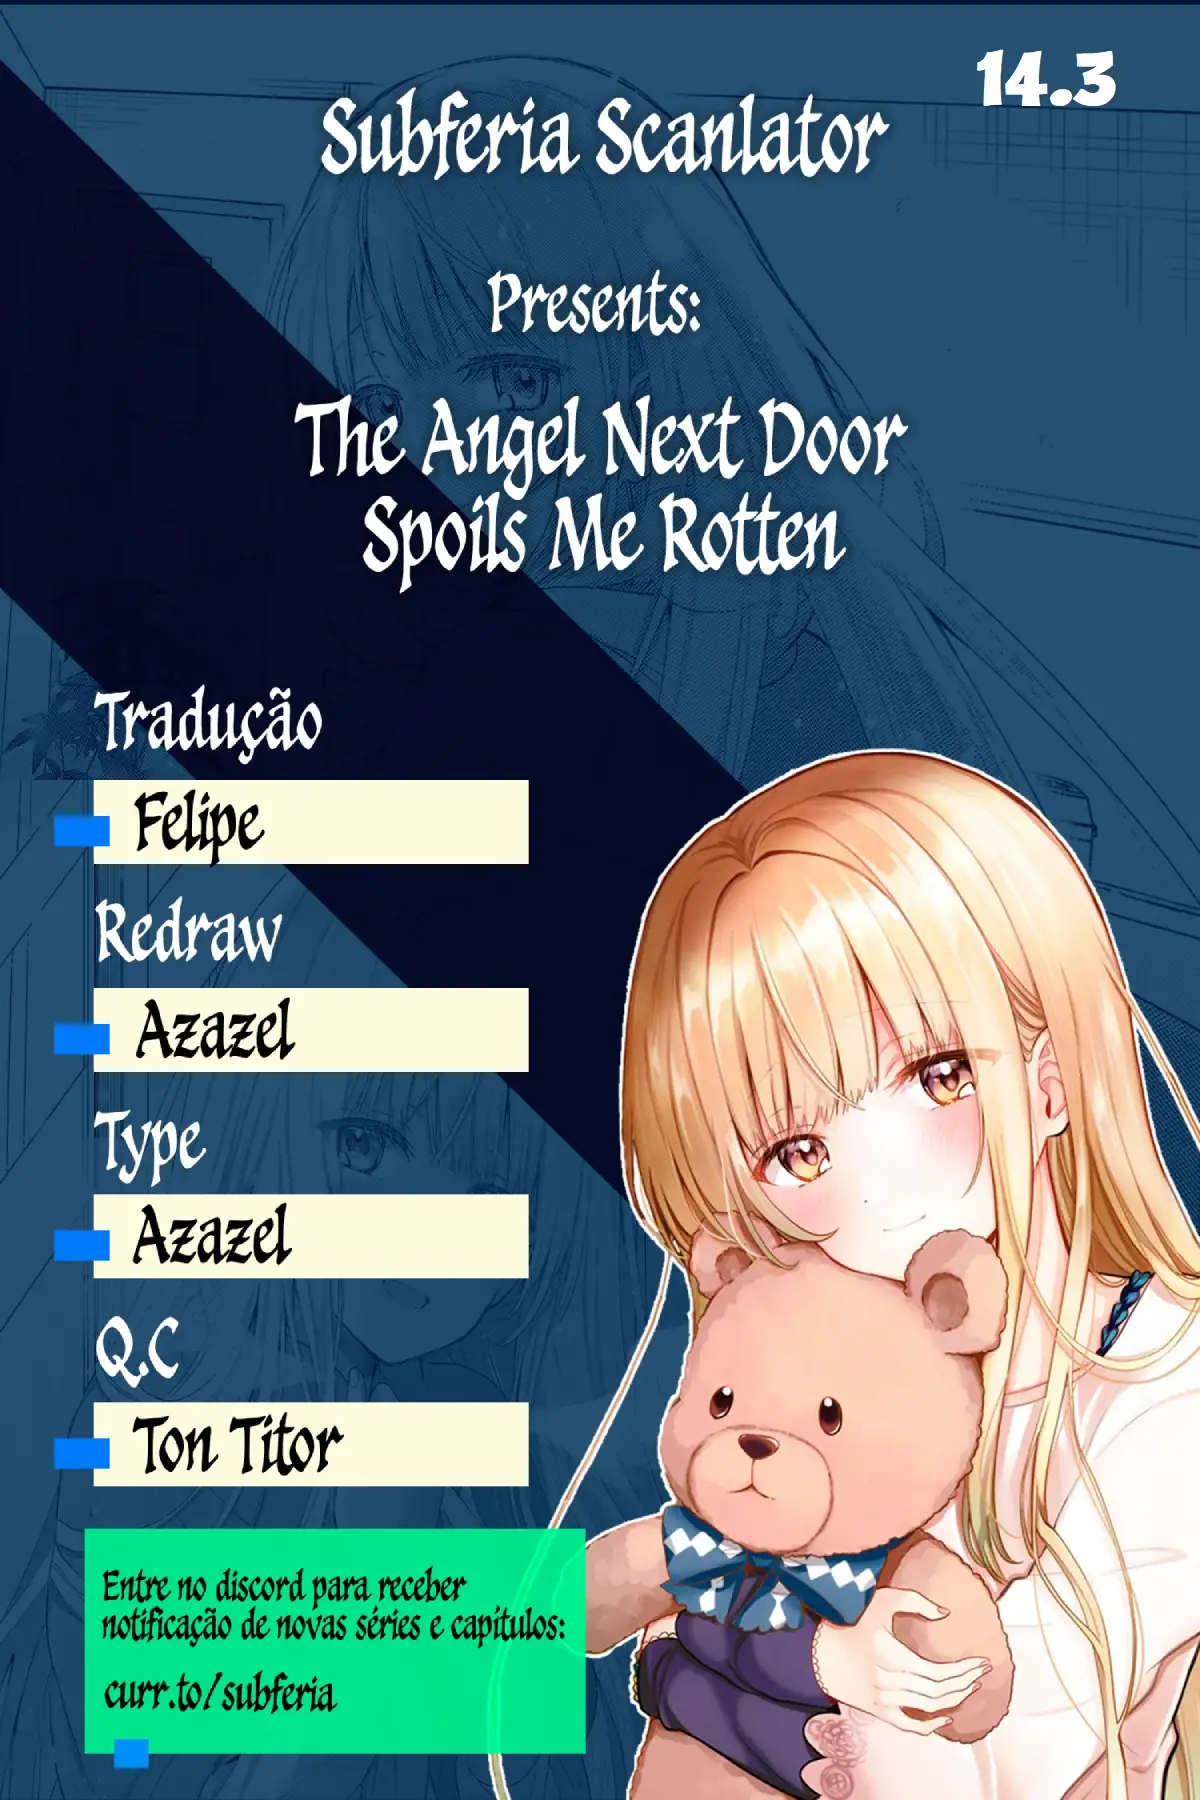 14.3
Subferia Scanlator
Presents:
The Angel Next Door
Spoils Me Rotten
Tradução
Felipe
Redraw
Azazel
Type
Azazel
Q.C
Ton Titor
Entre no discord para receber
notificação de novas séries e capítulos:
curr.to/subferia